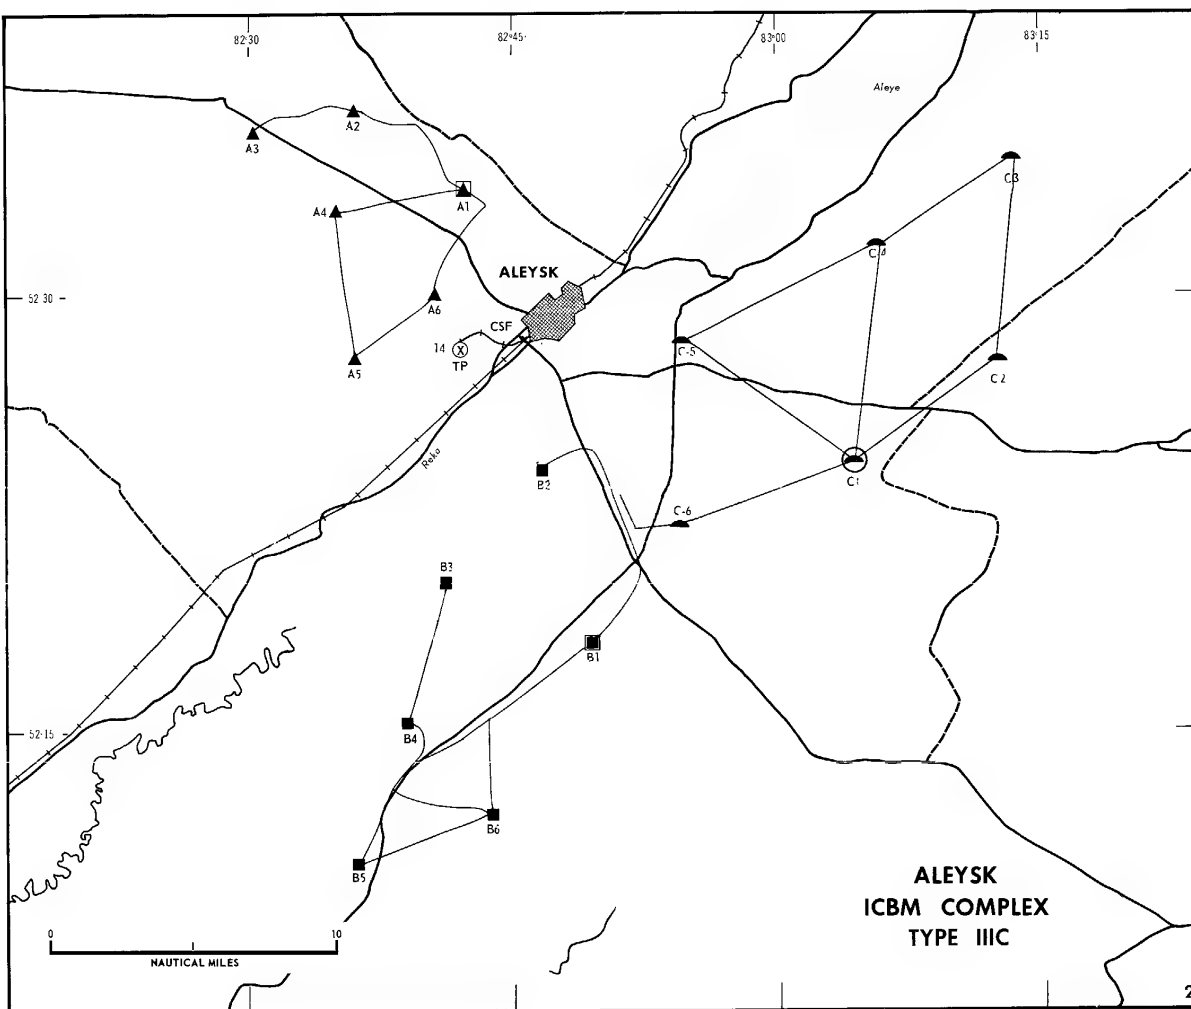 82°30
82°45
83°00
83°15
Aleye
A3
A2
A1
A4
C3
C-4
ALEYSK
52 30
A6
CSF
14 X
TP
A5
C-5
C2
Reka
B2
C1
C-6
B3
B1
B4
52°15
B6
B5
0 10
NAUTICAL MILES
ALEYSK
ICBM COMPLEX
TYPE IIIC
2